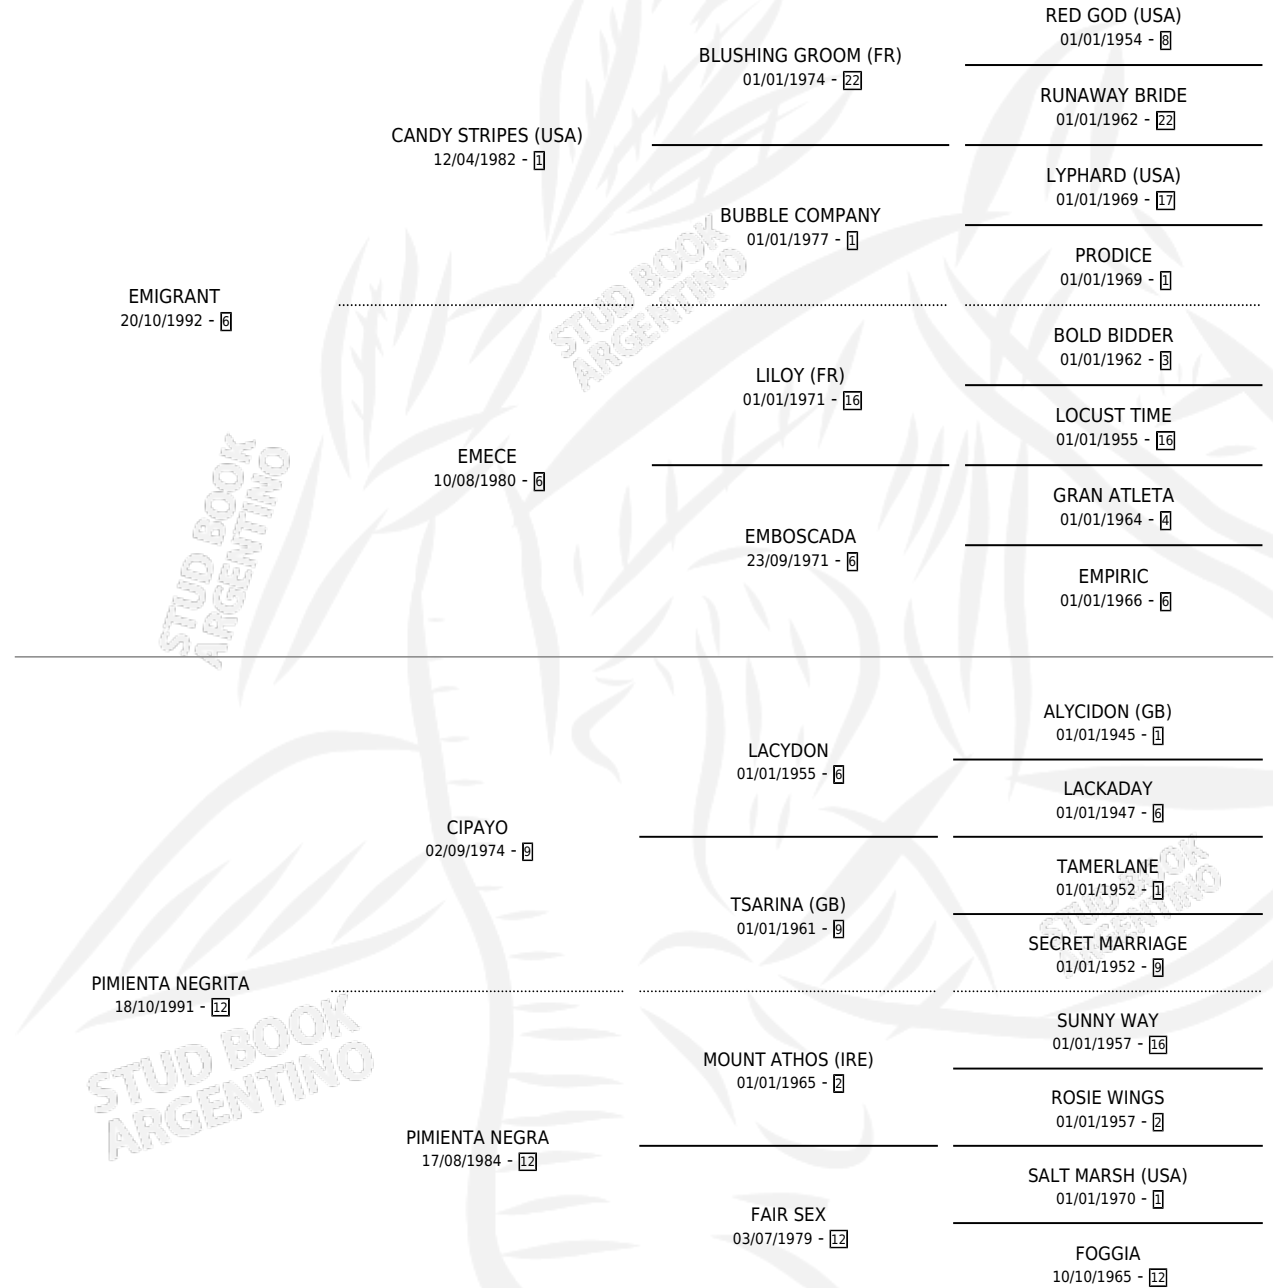 RED GOD (USA)
01/01/1954 - 8
BLUSHING GROOM (FR)
01/01/1974 - 22
RUNAWAY BRIDE
01/01/1962 - 22
CANDY STRIPES (USA)
12/04/1982 - 1
LYPHARD (USA)
01/01/1969 - 17
BUBBLE COMPANY
01/01/1977 - 1
PRODICE
01/01/1969 - 1
EMIGRANT
20/10/1992 - 6
BOLD BIDDER
01/01/1962 - 3
LILOY (FR)
01/01/1971 - 16
LOCUST TIME
01/01/1955 - 16
EMECE
10/08/1980 - 6
GRAN ATLETA
01/01/1964 - 4
EMBOSCADA
23/09/1971 - 6
EMPIRIC
01/01/1966 - 6
ALYCIDON (GB)
01/01/1945 - 1
LACYDON
01/01/1955 - 6
LACKADAY
01/01/1947 - 6
CIPAYO
02/09/1974 - 9
TAMERLANE
01/01/1952 - 1
TSARINA (GB)
01/01/1961 - 9
SECRET MARRIAGE
01/01/1952 - 9
PIMIENTA NEGRITA
18/10/1991 - 12
SUNNY WAY
01/01/1957 - 16
MOUNT ATHOS (IRE)
01/01/1965 - 2
ROSIE WINGS
01/01/1957 - 2
PIMIENTA NEGRA
17/08/1984 - 12
SALT MARSH (USA)
01/01/1970 - 1
FAIR SEX
03/07/1979 - 12
FOGGIA
10/10/1965 - 12
STUD BOOK
ARGENTINO
STUD BOOK
ARGENTINO
STUD BOOK
ARGENTINO
STUD BOOK
ARGENTINO